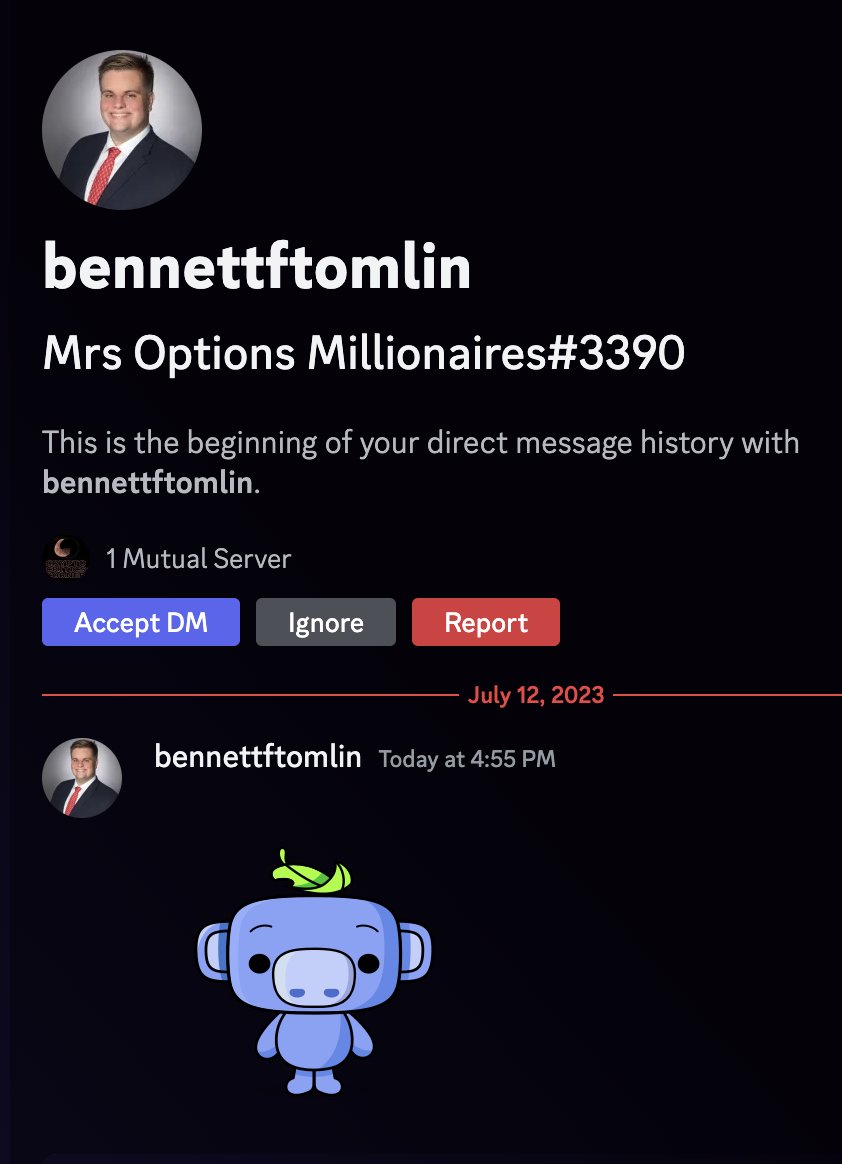 bennettftomlin
Mrs Options Millionaires#3390
This is the beginning of your direct message history with
bennettftomlin.
1 Mutual Server
Accept DM Ignore Report
July 12, 2023
bennettftomlin Today at 4:55 PM